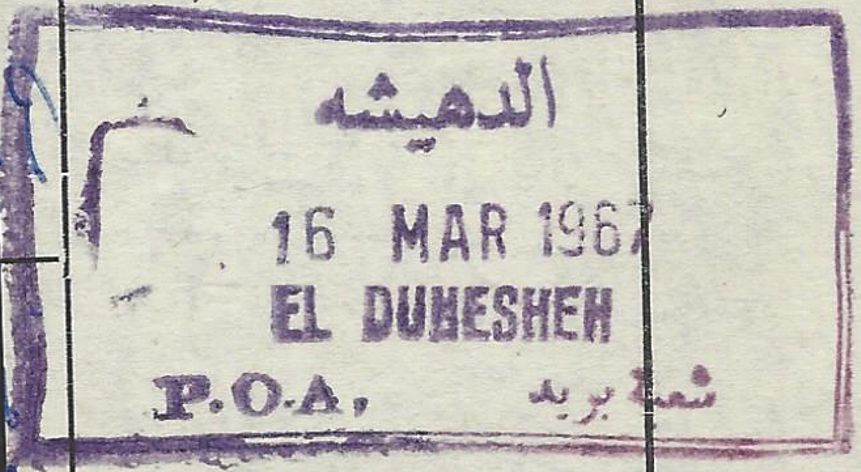 الدهيشه
16 MAR 1967
EL DUHESHEH
P.O.A. شعبة بريد